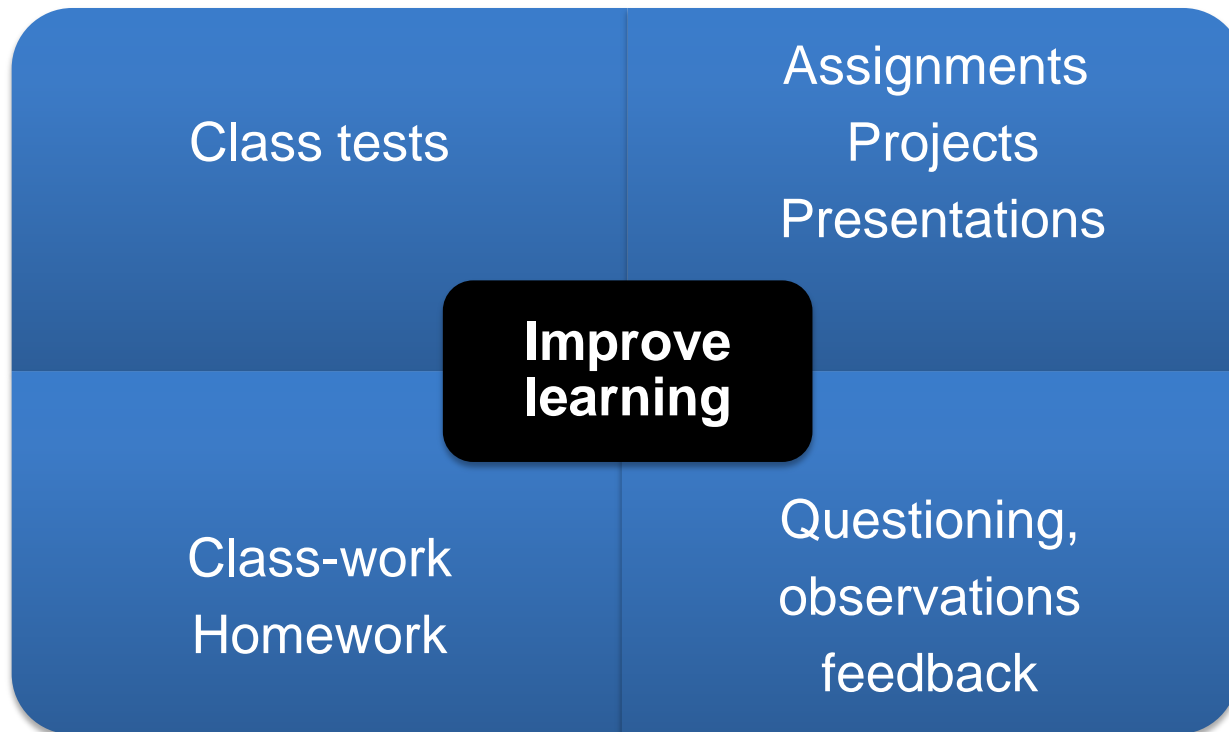 Class tests
Assignments
Projects
Presentations
Improve
learning
Class-work
Homework
Questioning,
observations
feedback